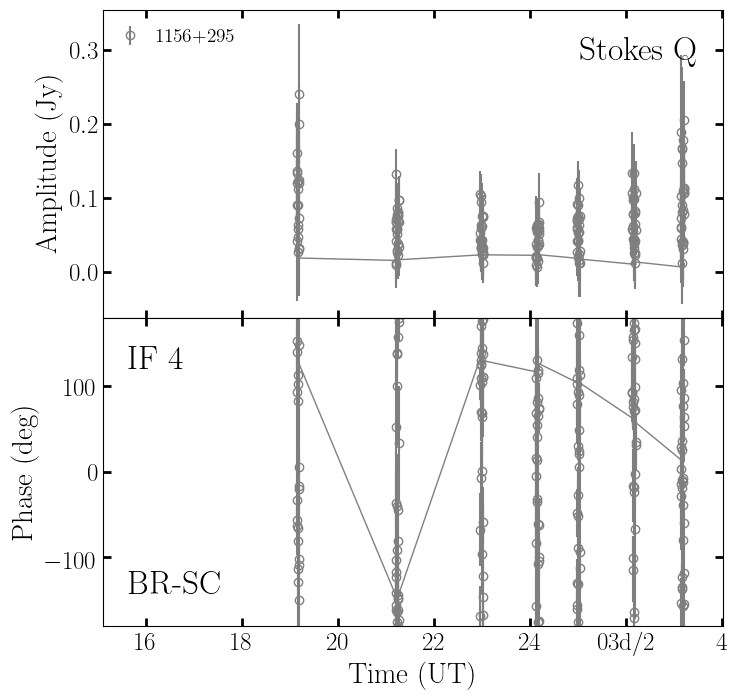 1156+295
Stokes Q
0.3
0.2
0.1
0.0
Amplitude (Jy)
IF 4
100
0
−100
Phase (deg)
BR-SC
16 18 20 22 24 03d/2 4
Time (UT)